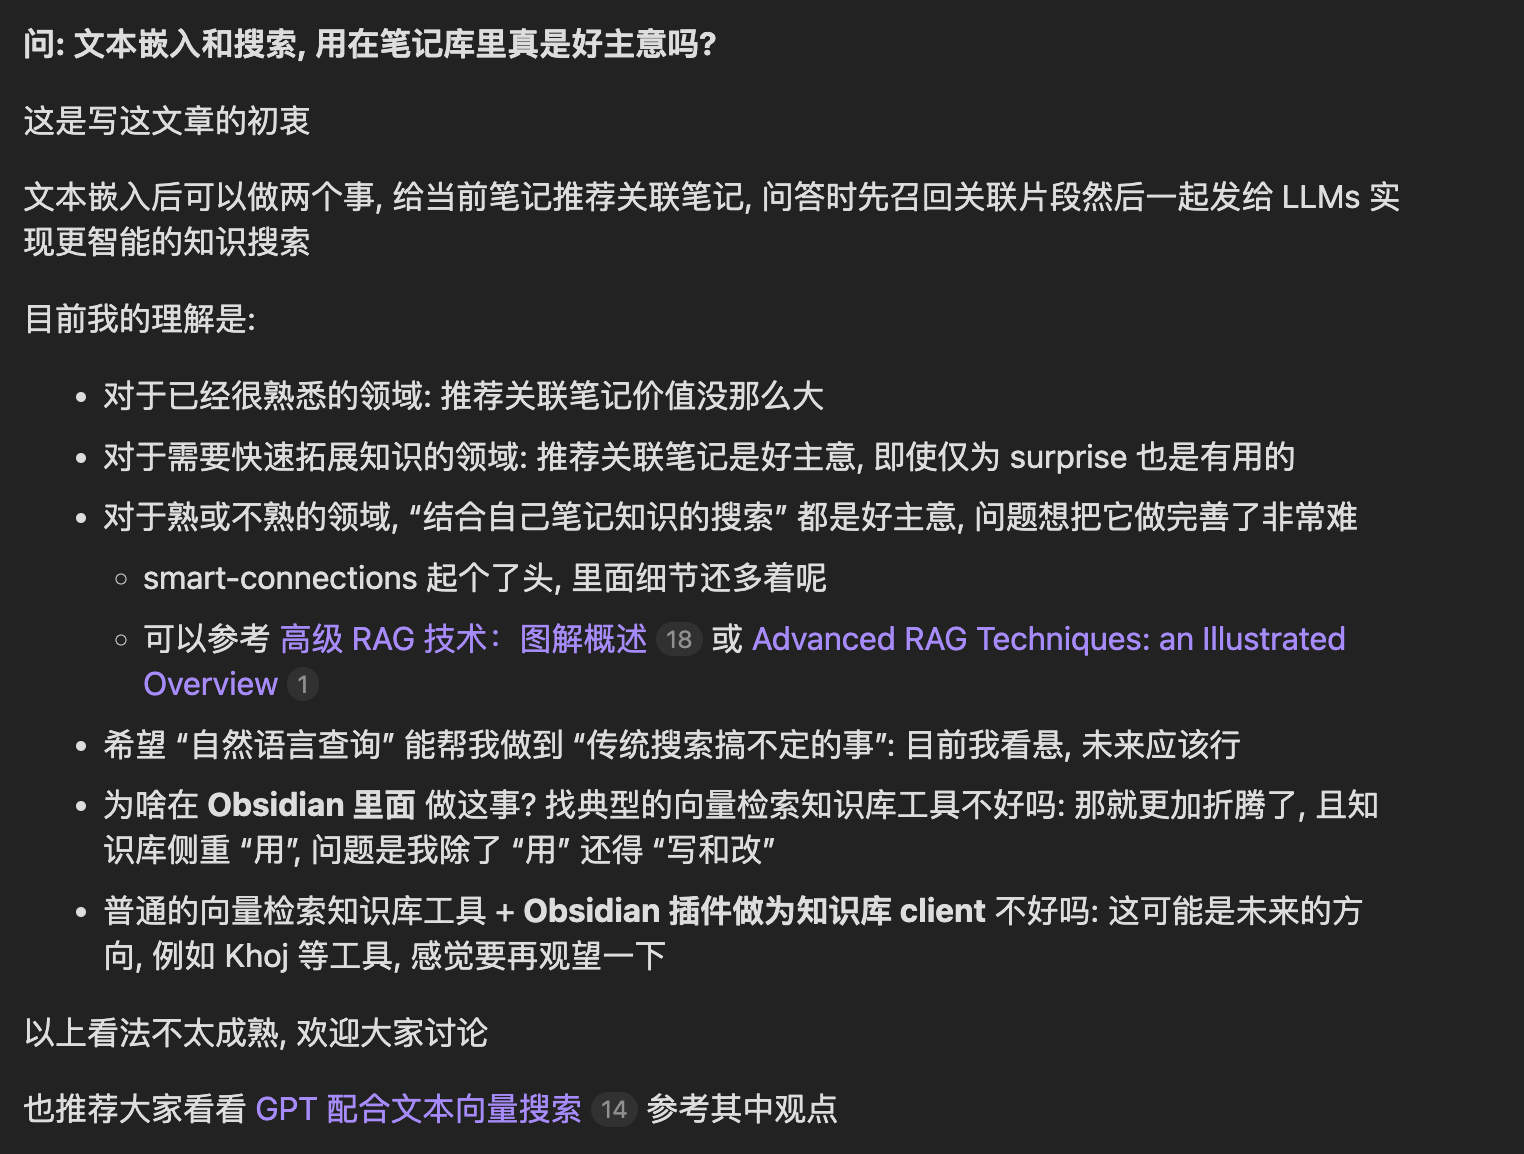 问: 文本嵌入和搜索, 用在笔记库里真是好主意吗?
这是写这文章的初衷
文本嵌入后可以做两个事, 给当前笔记推荐关联笔记, 问答时先召回关联片段然后一起发给 LLMs 实
现更智能的知识搜索
目前我的理解是:
• 对于已经很熟悉的领域: 推荐关联笔记价值没那么大
• 对于需要快速拓展知识的领域: 推荐关联笔记是好主意, 即使仅为 surprise 也是有用的
• 对于熟或不熟的领域, “结合自己笔记知识的搜索” 都是好主意, 问题想把它做完善了非常难
◦ smart-connections 起个了头, 里面细节还多着呢
◦ 可以参考 高级 RAG 技术：图解概述 18 或 Advanced RAG Techniques: an Illustrated
Overview 1
• 希望 “自然语言查询” 能帮我做到 “传统搜索搞不定的事”: 目前我看悬, 未来应该行
• 为啥在 Obsidian 里面 做这事? 找典型的向量检索知识库工具不好吗: 那就更加折腾了, 且知
识库侧重 “用”, 问题是我除了 “用” 还得 “写和改”
• 普通的向量检索知识库工具 + Obsidian 插件做为知识库 client 不好吗: 这可能是未来的方
向, 例如 Khoj 等工具, 感觉要再观望一下
以上看法不太成熟, 欢迎大家讨论
也推荐大家看看 GPT 配合文本向量搜索 14 参考其中观点